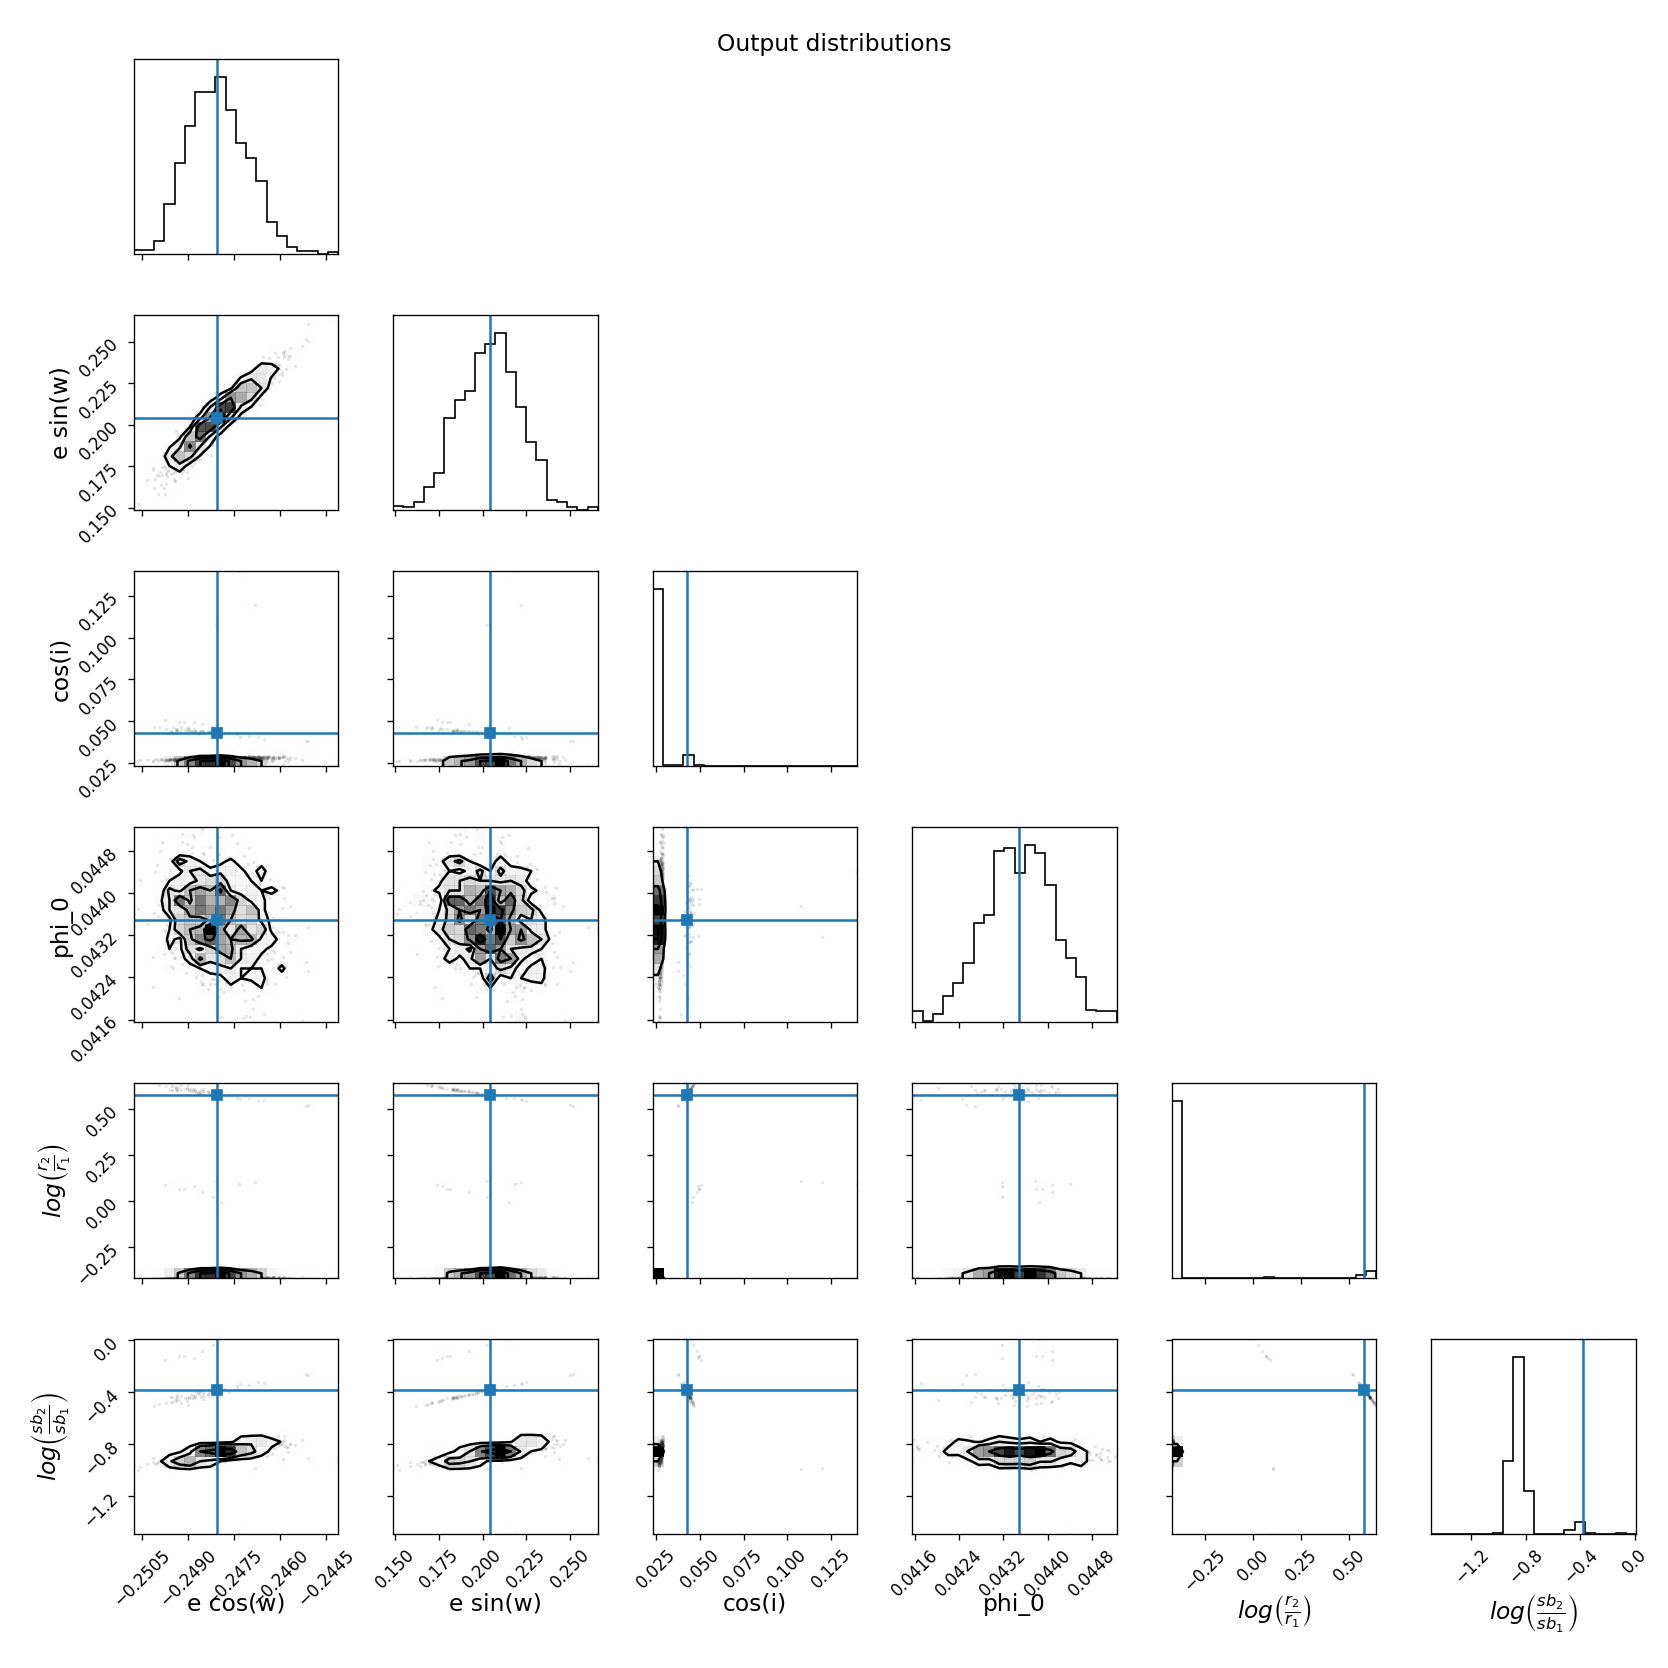 Output distributions
e sin(w)
0.250
0.225
0.200
0.175
0.150
cos(i)
0.125
0.100
0.075
0.050
0.025
phi_0
0.0448
0.0440
0.0432
0.0424
0.0416
log(r₂/r₁)
0.50
0.25
0.00
−0.25
log(sb₂/sb₁)
0.0
−0.4
−0.8
−1.2
−0.2505 −0.2490 −0.2475 −0.2460 −0.2445 0.150 0.175 0.200 0.225 0.250 0.025 0.050 0.075 0.100 0.125 0.0416 0.0424 0.0432 0.0440 0.0448 −0.25 0.00 0.25 0.50 −1.2 −0.8 −0.4 0.0
e cos(w) e sin(w) cos(i) phi_0 log(r₂/r₁) log(sb₂/sb₁)